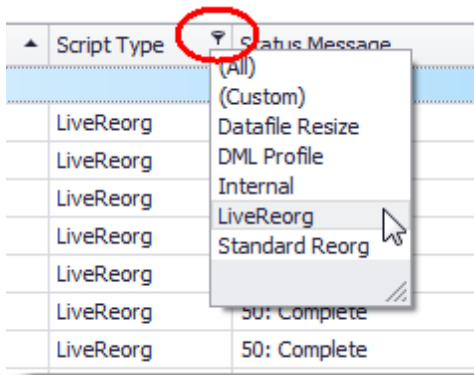 Script Type Status Message
(All)
(Custom)
Datafile Resize
DML Profile
Internal
LiveReorg
Standard Reorg
LiveReorg
LiveReorg
LiveReorg
LiveReorg
LiveReorg
LiveReorg 50: Complete
LiveReorg 50: Complete